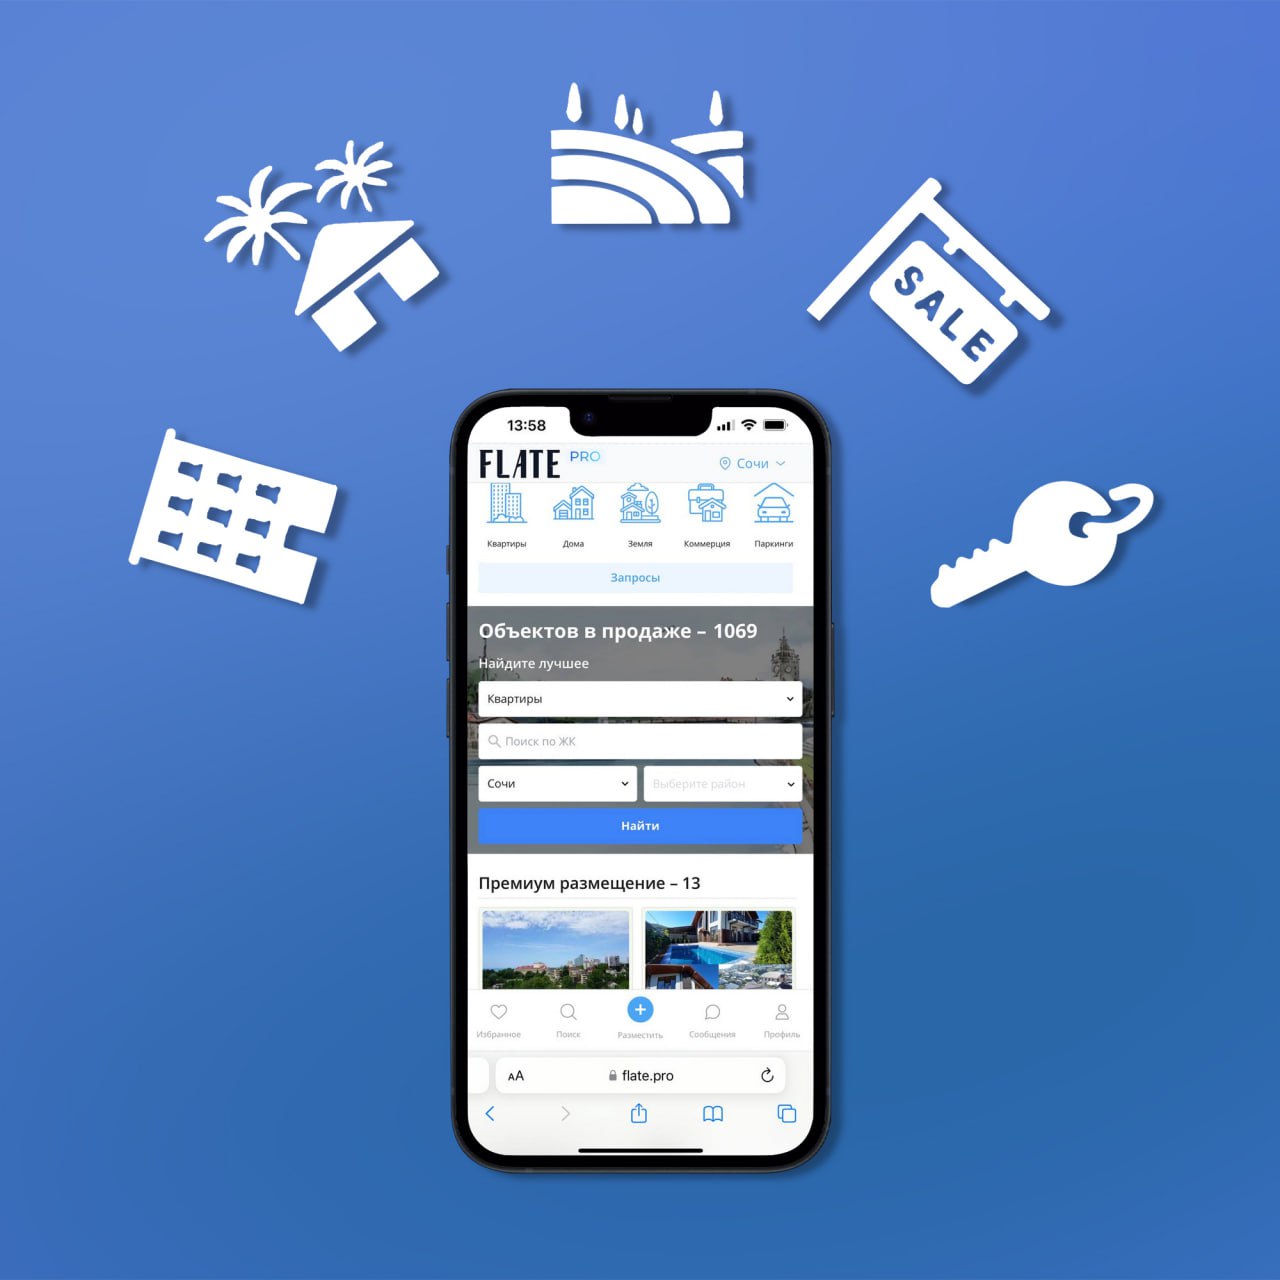 SALE
13:58
FLATE PRO
Сочи
Квартиры Дома Земля Коммерция Паркинги
Запросы
Объектов в продаже – 1069
Найдите лучшее
Квартиры
Поиск по ЖК
Сочи Выберите район
Найти
Премиум размещение – 13
Избранное Поиск Разместить Сообщения Профиль
AA flate.pro